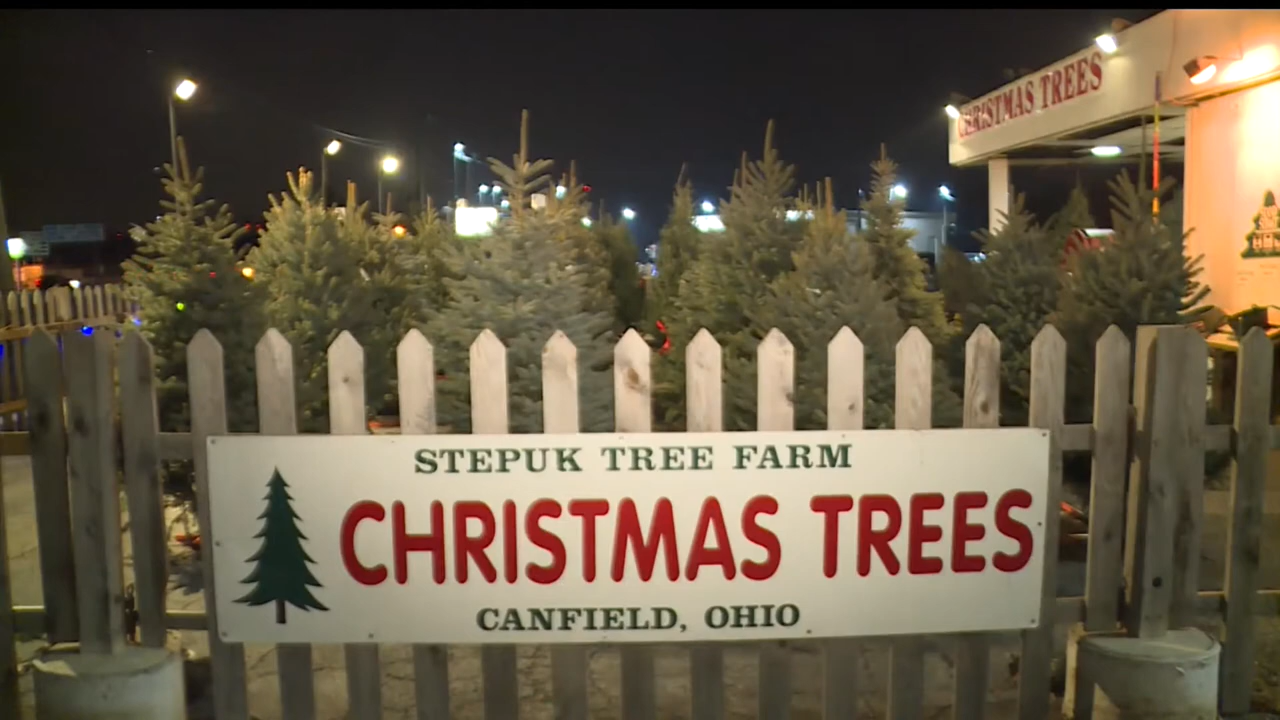 CHRISTMAS TREES
STEPUK TREE FARM
CHRISTMAS TREES
CANFIELD, OHIO